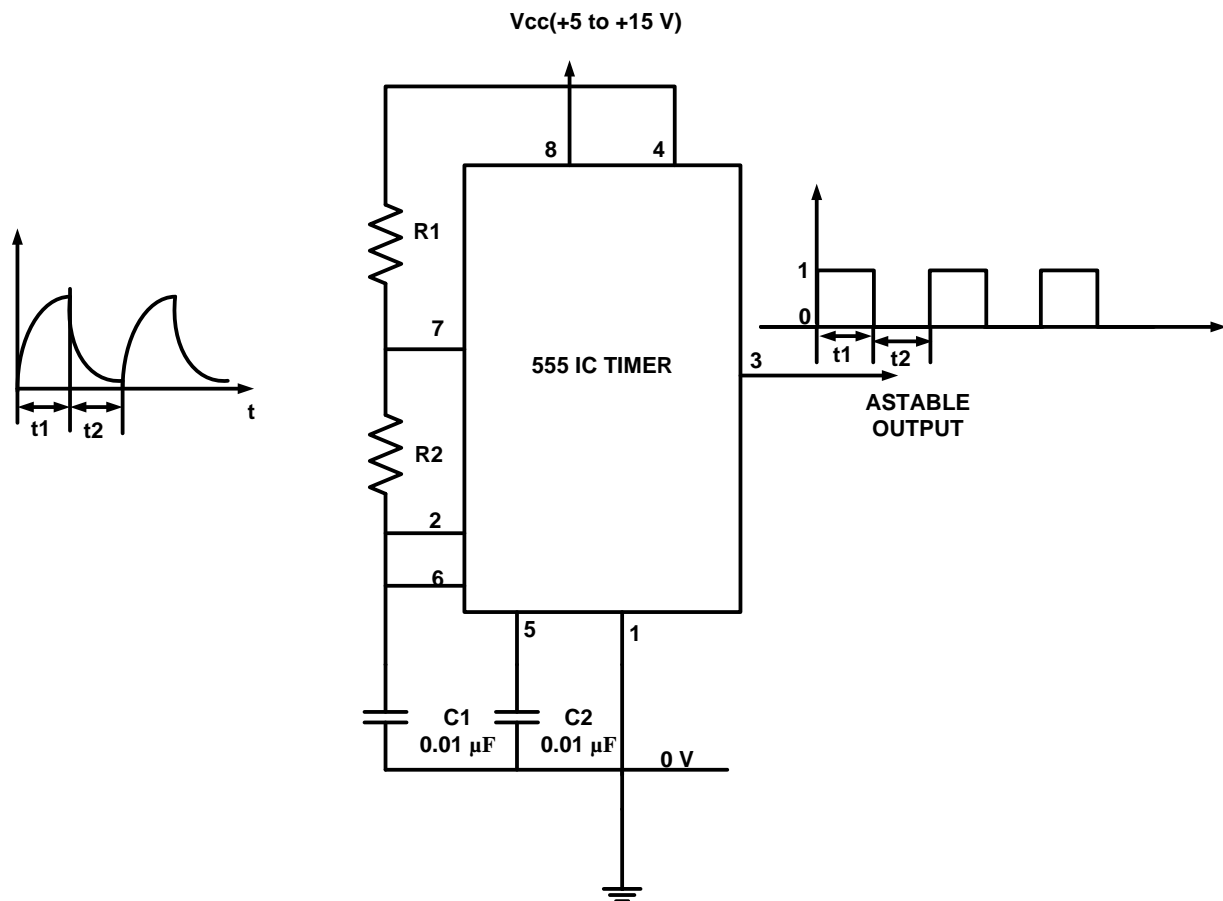 Vcc(+5 to +15 V)
8
4
R1
7
555 IC TIMER
1
0
t1
t2
3
ASTABLE
OUTPUT
t
t1
t2
R2
2
6
5
1
C1
0.01 µF
C2
0.01 µF
0 V